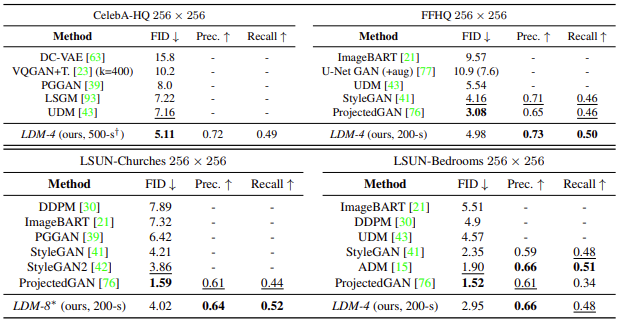 CelebA-HQ 256 × 256
Method FID ↓ Prec. ↑ Recall ↑
DC-VAE [63] 15.8 - -
VQGAN+T. [23] (k=400) 10.2 - -
PGGAN [39] 8.0 - -
LSGM [93] 7.22 - -
UDM [43] 7.16 - -
LDM-4 (ours, 500-s†) 5.11 0.72 0.49
FFHQ 256 × 256
Method FID ↓ Prec. ↑ Recall ↑
ImageBART [21] 9.57 - -
U-Net GAN (+aug) [77] 10.9 (7.6) - -
UDM [43] 5.54 - -
StyleGAN [41] 4.16 0.71 0.46
ProjectedGAN [76] 3.08 0.65 0.46
LDM-4 (ours, 200-s) 4.98 0.73 0.50
LSUN-Churches 256 × 256
Method FID ↓ Prec. ↑ Recall ↑
DDPM [30] 7.89 - -
ImageBART [21] 7.32 - -
PGGAN [39] 6.42 - -
StyleGAN [41] 4.21 - -
StyleGAN2 [42] 3.86 - -
ProjectedGAN [76] 1.59 0.61 0.44
LDM-8* (ours, 200-s) 4.02 0.64 0.52
LSUN-Bedrooms 256 × 256
Method FID ↓ Prec. ↑ Recall ↑
ImageBART [21] 5.51 - -
DDPM [30] 4.9 - -
UDM [43] 4.57 - -
StyleGAN [41] 2.35 0.59 0.48
ADM [15] 1.90 0.66 0.51
ProjectedGAN [76] 1.52 0.61 0.34
LDM-4 (ours, 200-s) 2.95 0.66 0.48